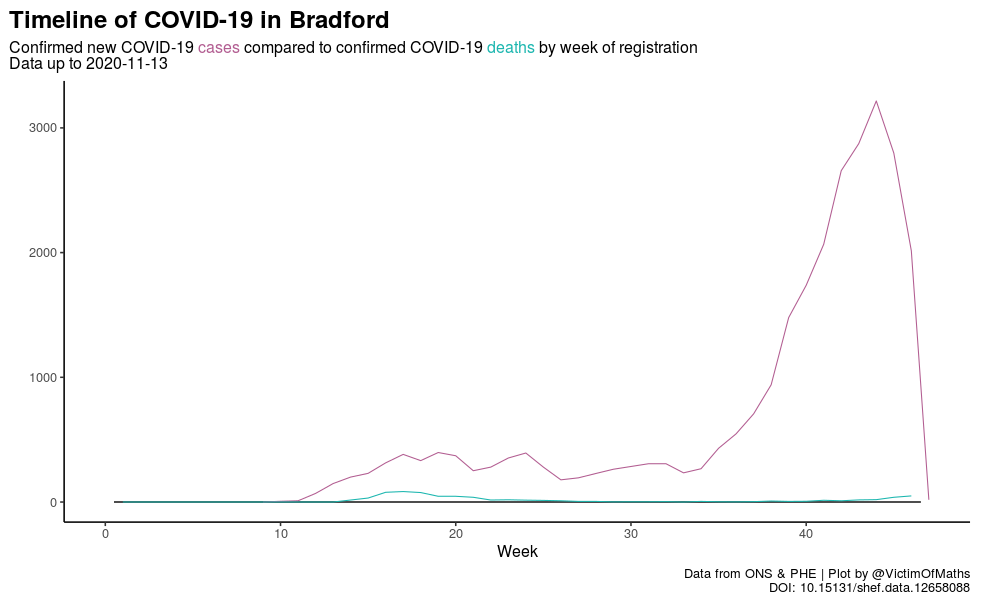 Timeline of COVID-19 in Bradford
Confirmed new COVID-19 cases compared to confirmed COVID-19 deaths by week of registration
Data up to 2020-11-13
3000
2000
1000
0
0 10 20 30 40
Week
Data from ONS & PHE | Plot by @VictimOfMaths
DOI: 10.15131/shef.data.12658088